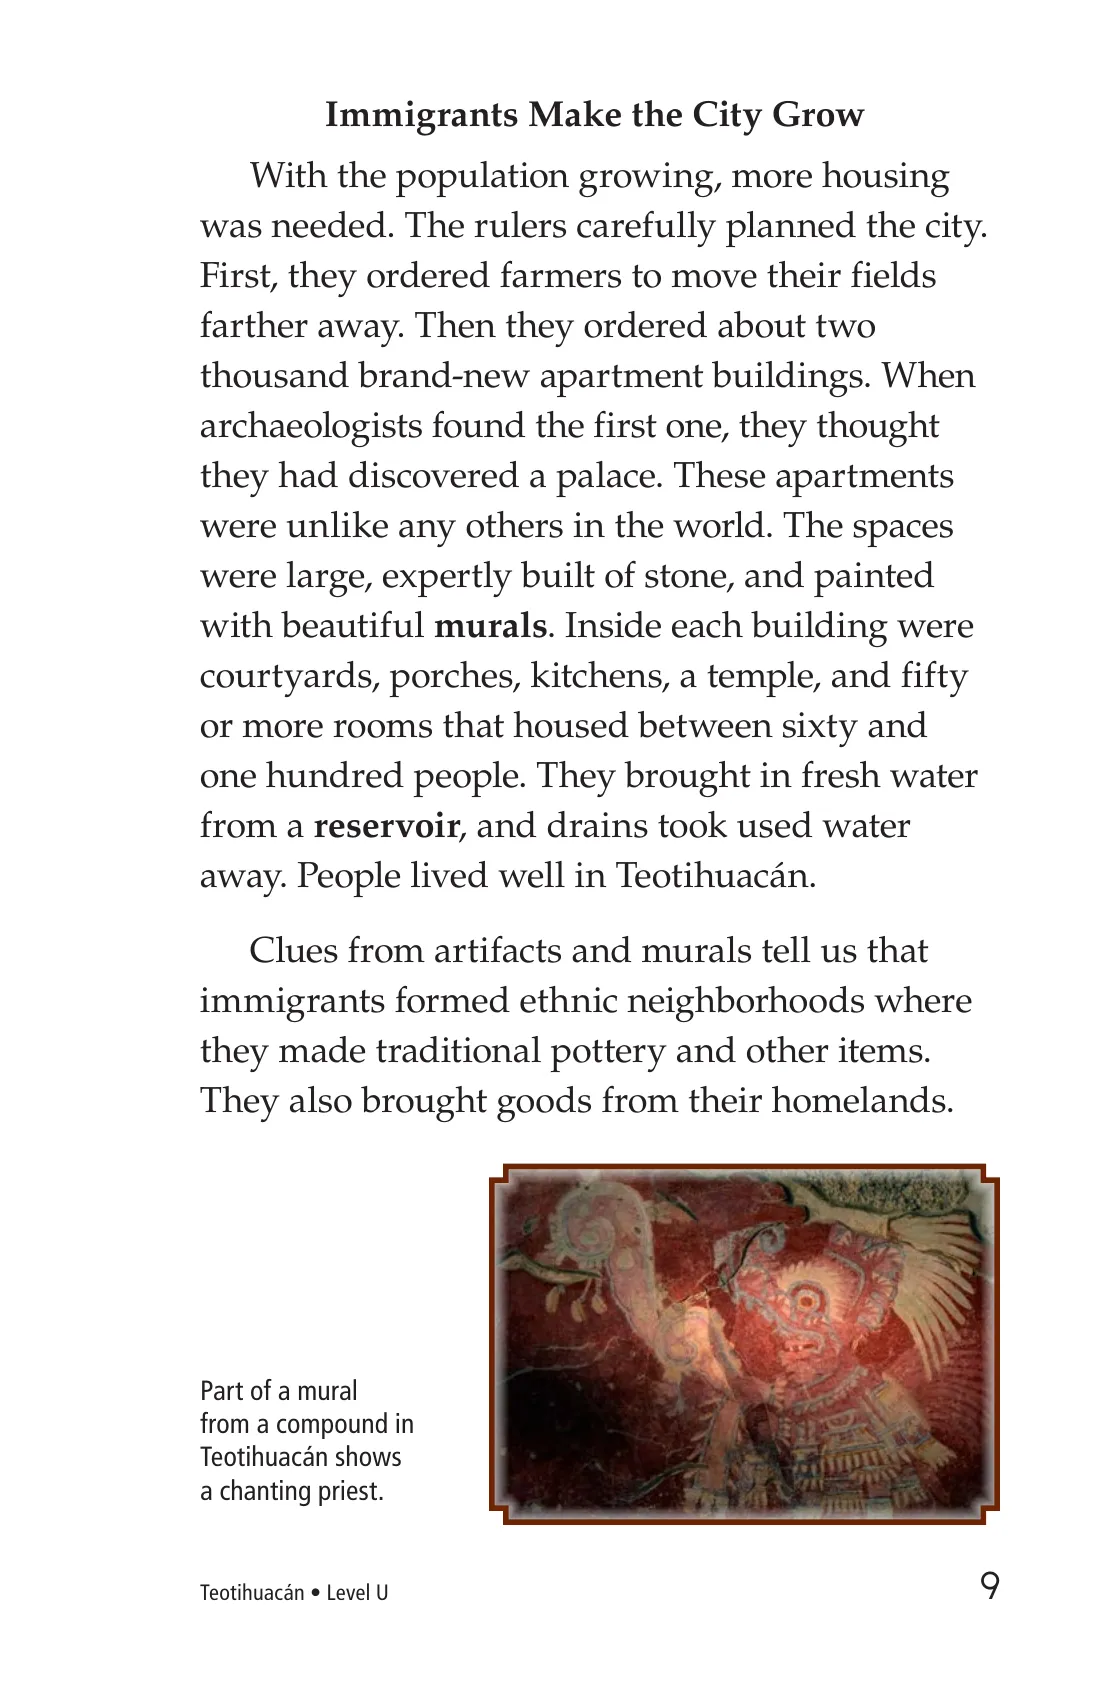 Immigrants Make the City Grow
With the population growing, more housing
was needed. The rulers carefully planned the city.
First, they ordered farmers to move their fields
farther away. Then they ordered about two
thousand brand-new apartment buildings. When
archaeologists found the first one, they thought
they had discovered a palace. These apartments
were unlike any others in the world. The spaces
were large, expertly built of stone, and painted
with beautiful murals. Inside each building were
courtyards, porches, kitchens, a temple, and fifty
or more rooms that housed between sixty and
one hundred people. They brought in fresh water
from a reservoir, and drains took used water
away. People lived well in Teotihuacán.
Clues from artifacts and murals tell us that
immigrants formed ethnic neighborhoods where
they made traditional pottery and other items.
They also brought goods from their homelands.
Part of a mural
from a compound in
Teotihuacán shows
a chanting priest.
Teotihuacán • Level U
9